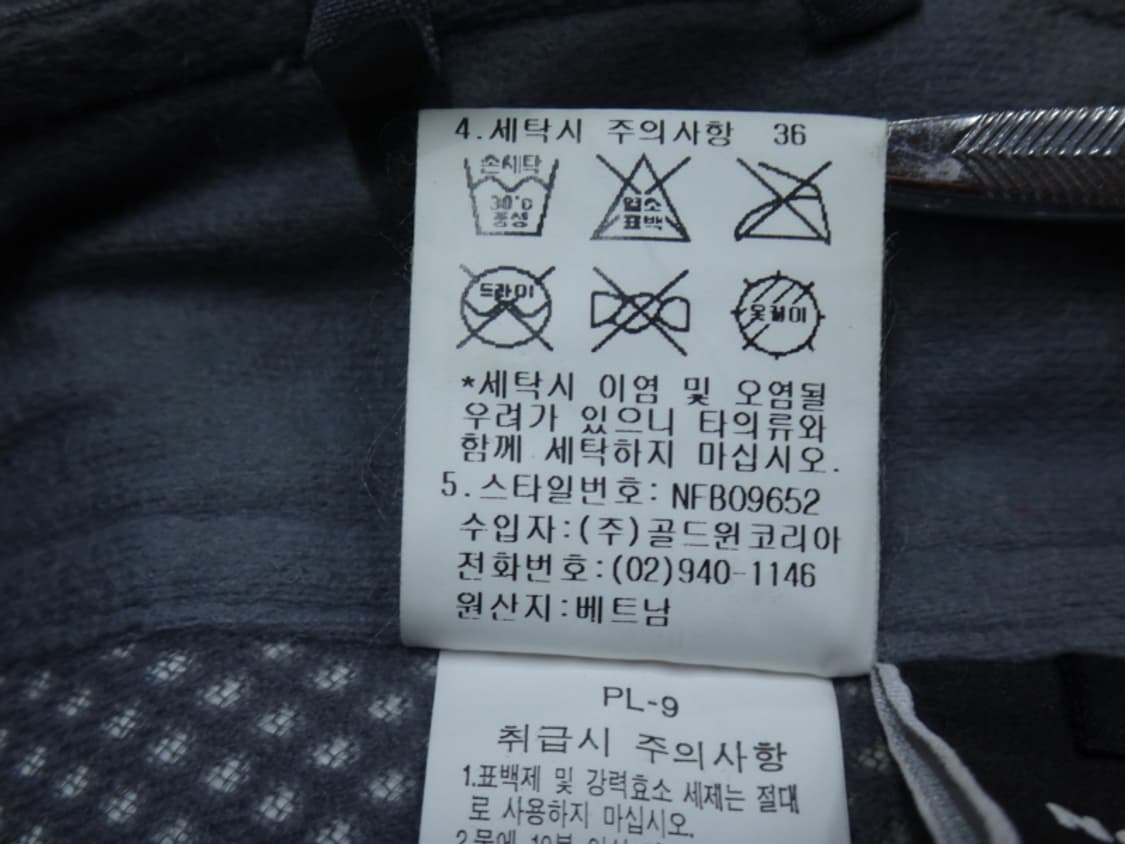 4.세탁시 주의사항 36
손세탁
30°C
중성
염소
표백
드라이
옷걸이
*세탁시 이염 및 오염될
우려가 있으니 타의류와
함께 세탁하지 마십시오.
5.스타일번호: NFB09652
수입자:(주)골드윈코리아
전화번호:(02)940-1146
원산지:베트남
PL-9
취급시 주의사항
1.표백제 및 강력효소 세제는 절대
로 사용하지 마십시오.